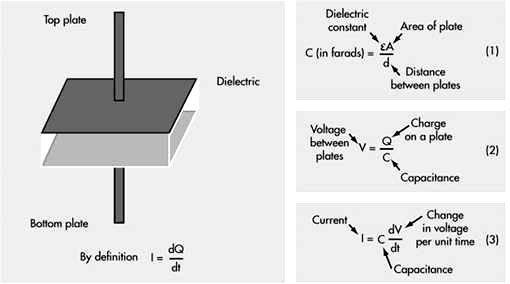 Top plate
Dielectric
Bottom plate
By definition I = dQ/dt
Dielectric
constant
Area of plate
C (in farads) = εA/d
(1)
Distance
between plates
Voltage
between
plates
V = Q/C
Charge
on a plate
(2)
Capacitance
Current
I = C dV/dt
Change
in voltage
per unit time
(3)
Capacitance